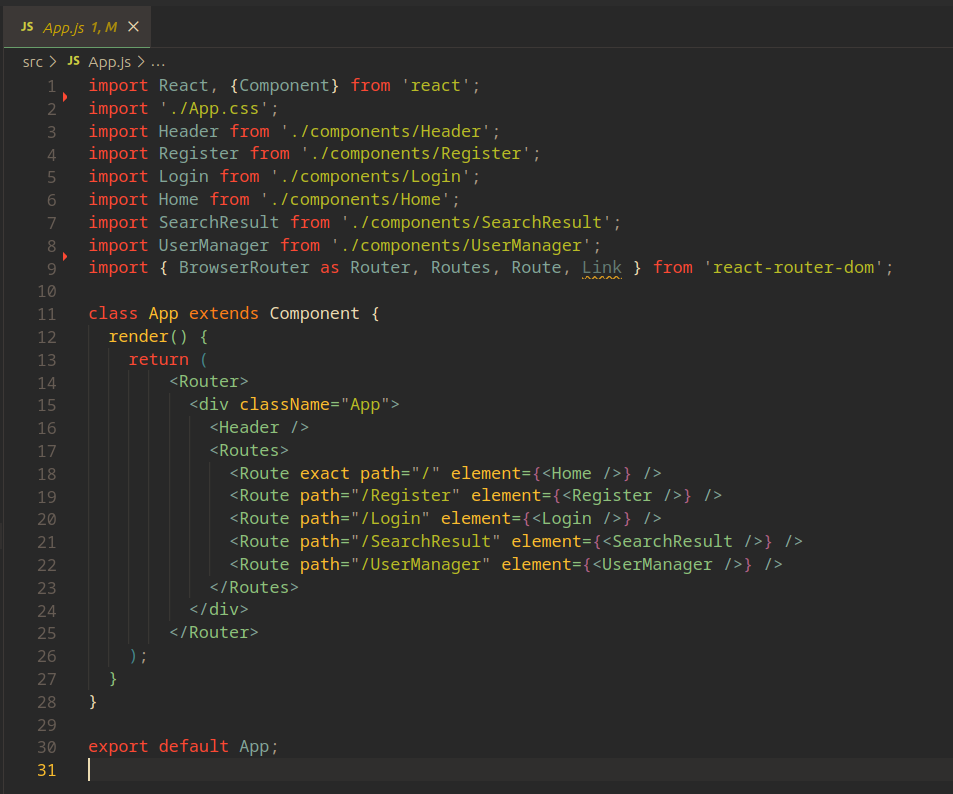 JS App.js 1, M ×
src > JS App.js > ...
1 import React, {Component} from 'react';
2 import './App.css';
3 import Header from './components/Header';
4 import Register from './components/Register';
5 import Login from './components/Login';
6 import Home from './components/Home';
7 import SearchResult from './components/SearchResult';
8 import UserManager from './components/UserManager';
9 import { BrowserRouter as Router, Routes, Route, Link } from 'react-router-dom';
10
11 class App extends Component {
12   render() {
13     return (
14         <Router>
15           <div className="App">
16             <Header />
17             <Routes>
18               <Route exact path="/" element={<Home />} />
19               <Route path="/Register" element={<Register />} />
20               <Route path="/Login" element={<Login />} />
21               <Route path="/SearchResult" element={<SearchResult />} />
22               <Route path="/UserManager" element={<UserManager />} />
23             </Routes>
24           </div>
25         </Router>
26     );
27   }
28 }
29
30 export default App;
31